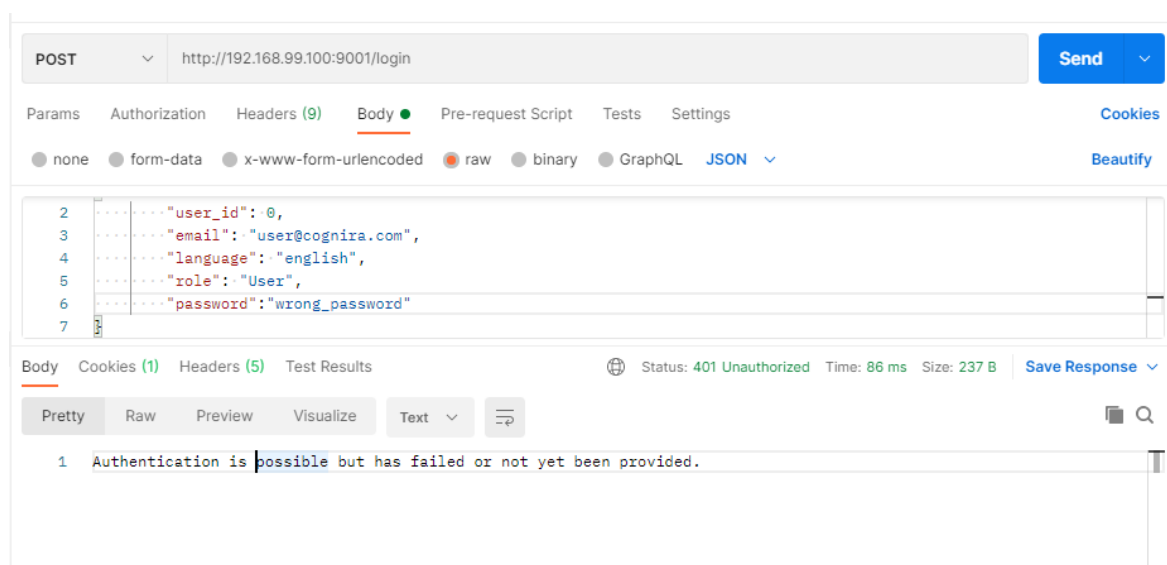 POST http://192.168.99.100:9001/login Send
Params Authorization Headers (9) Body Pre-request Script Tests Settings Cookies
none form-data x-www-form-urlencoded raw binary GraphQL JSON Beautify
2 "user_id": 0,
3 "email": "user@cognira.com",
4 "language": "english",
5 "role": "User",
6 "password":"wrong_password"
7 }
Body Cookies (1) Headers (5) Test Results Status: 401 Unauthorized Time: 86 ms Size: 237 B Save Response
Pretty Raw Preview Visualize Text
1 Authentication is possible but has failed or not yet been provided.